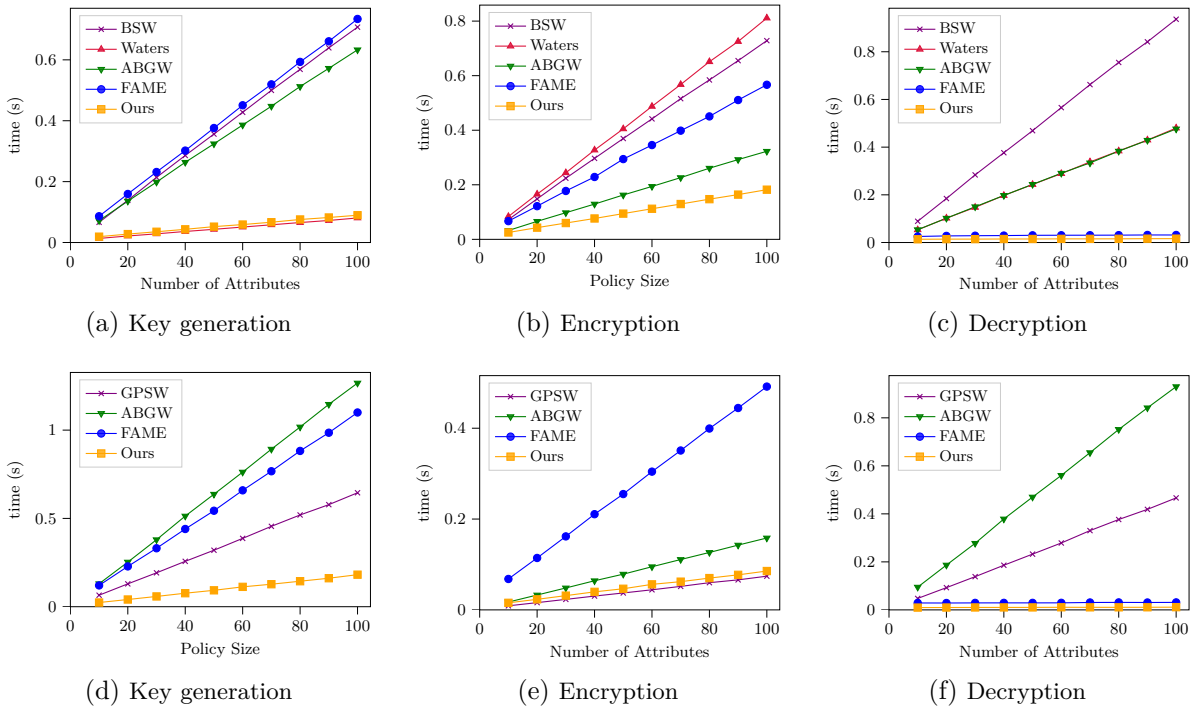 BSW
Waters
ABGW
FAME
Ours
0.6
0.4
0.2
0
time (s)
0 20 40 60 80 100
Number of Attributes
(a) Key generation
BSW
Waters
ABGW
FAME
Ours
0.8
0.6
0.4
0.2
0
time (s)
0 20 40 60 80 100
Policy Size
(b) Encryption
BSW
Waters
ABGW
FAME
Ours
0.8
0.6
0.4
0.2
0
time (s)
0 20 40 60 80 100
Number of Attributes
(c) Decryption
GPSW
ABGW
FAME
Ours
1
0.5
0
time (s)
0 20 40 60 80 100
Policy Size
(d) Key generation
GPSW
ABGW
FAME
Ours
0.4
0.2
0
time (s)
0 20 40 60 80 100
Number of Attributes
(e) Encryption
GPSW
ABGW
FAME
Ours
0.8
0.6
0.4
0.2
0
time (s)
0 20 40 60 80 100
Number of Attributes
(f) Decryption